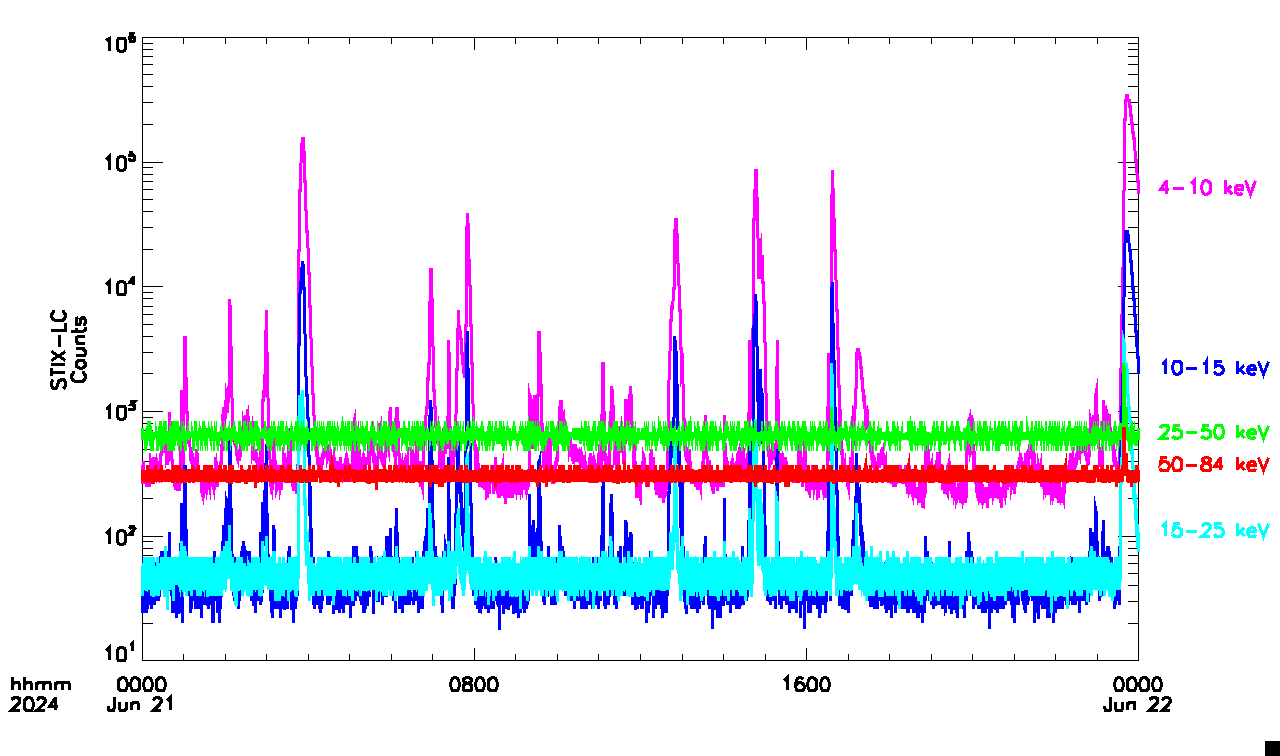 10⁶
10⁵
4-10 keV
10⁴
STIX-LC
Counts
10-15 keV
10³
25-50 keV
50-84 keV
10²
15-25 keV
10¹
hhmm 0000 0800 1600 0000
2024 Jun 21 Jun 22